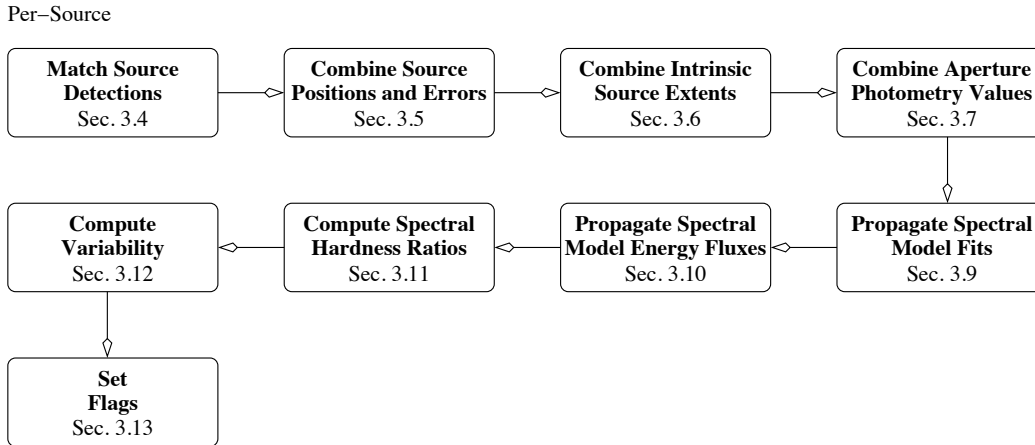 Per–Source
Match Source
Detections
Sec. 3.4
Combine Source
Positions and Errors
Sec. 3.5
Combine Intrinsic
Source Extents
Sec. 3.6
Combine Aperture
Photometry Values
Sec. 3.7
Propagate Spectral
Model Fits
Sec. 3.9
Propagate Spectral
Model Energy Fluxes
Sec. 3.10
Compute Spectral
Hardness Ratios
Sec. 3.11
Compute
Variability
Sec. 3.12
Set
Flags
Sec. 3.13